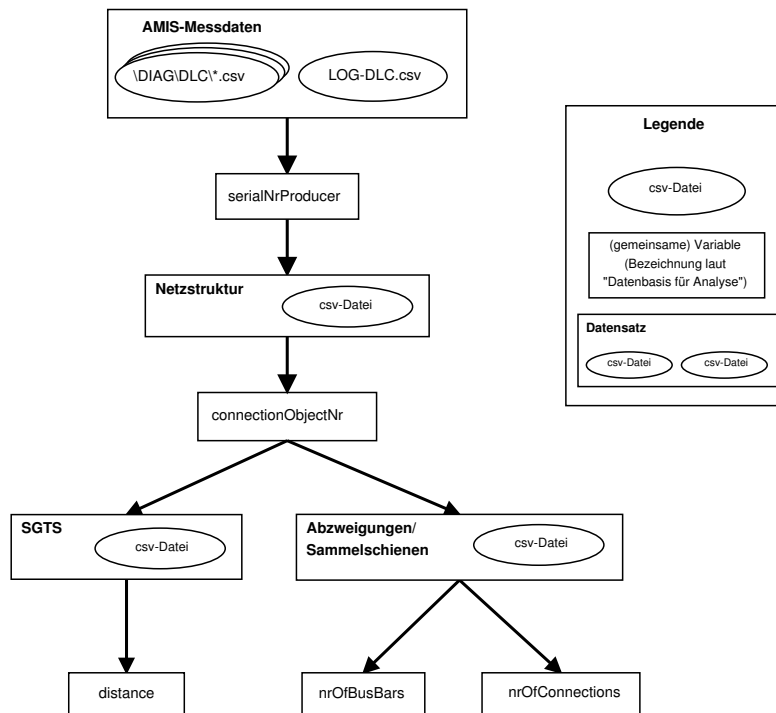 AMIS-Messdaten
\DIAG\DLC\*.csv
LOG-DLC.csv
serialNrProducer
Netzstruktur
csv-Datei
connectionObjectNr
SGTS
csv-Datei
Abzweigungen/
Sammelschienen
csv-Datei
distance
nrOfBusBars
nrOfConnections
Legende
csv-Datei
(gemeinsame) Variable
(Bezeichnung laut
"Datenbasis für Analyse")
Datensatz
csv-Datei
csv-Datei